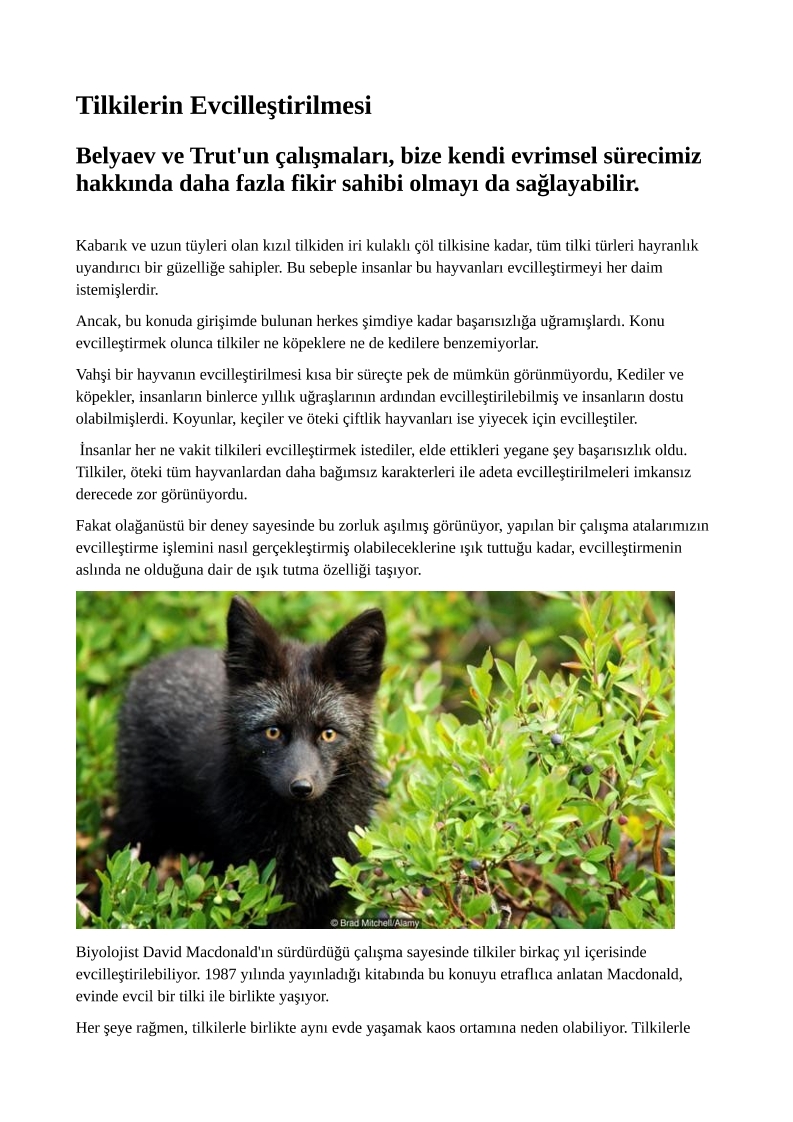 Tilkilerin Evcilleştirilmesi
Belyaev ve Trut'un çalışmaları, bize kendi evrimsel sürecimiz
hakkında daha fazla fikir sahibi olmayı da sağlayabilir.
Kabarık ve uzun tüyleri olan kızıl tilkiden iri kulaklı çöl tilkisine kadar, tüm tilki türleri hayranlık
uyandırıcı bir güzelliğe sahipler. Bu sebeple insanlar bu hayvanları evcilleştirmeyi her daim
istemişlerdir.
Ancak, bu konuda girişimde bulunan herkes şimdiye kadar başarısızlığa uğramışlardı. Konu
evcilleştirmek olunca tilkiler ne köpeklere ne de kedilere benzemiyorlar.
Vahşi bir hayvanın evcilleştirilmesi kısa bir süreçte pek de mümkün görünmüyordu, Kediler ve
köpekler, insanların binlerce yıllık uğraşlarının ardından evcilleştirilebilmiş ve insanların dostu
olabilmişlerdi. Koyunlar, keçiler ve öteki çiftlik hayvanları ise yiyecek için evcilleştiler.
İnsanlar her ne vakit tilkileri evcilleştirmek istediler, elde ettikleri yegane şey başarısızlık oldu.
Tilkiler, öteki tüm hayvanlardan daha bağımsız karakterleri ile adeta evcilleştirilmeleri imkansız
derecede zor görünüyordu.
Fakat olağanüstü bir deney sayesinde bu zorluk aşılmış görünüyor, yapılan bir çalışma atalarımızın
evcilleştirme işlemini nasıl gerçekleştirmiş olabileceklerine ışık tuttuğu kadar, evcilleştirmenin
aslında ne olduğuna dair de ışık tutma özelliği taşıyor.
© Brad Mitchell/Alamy
Biyolojist David Macdonald'ın sürdürdüğü çalışma sayesinde tilkiler birkaç yıl içerisinde
evcilleştirilebiliyor. 1987 yılında yayınladığı kitabında bu konuyu etraflıca anlatan Macdonald,
evinde evcil bir tilki ile birlikte yaşıyor.
Her şeye rağmen, tilkilerle birlikte aynı evde yaşamak kaos ortamına neden olabiliyor. Tilkilerle